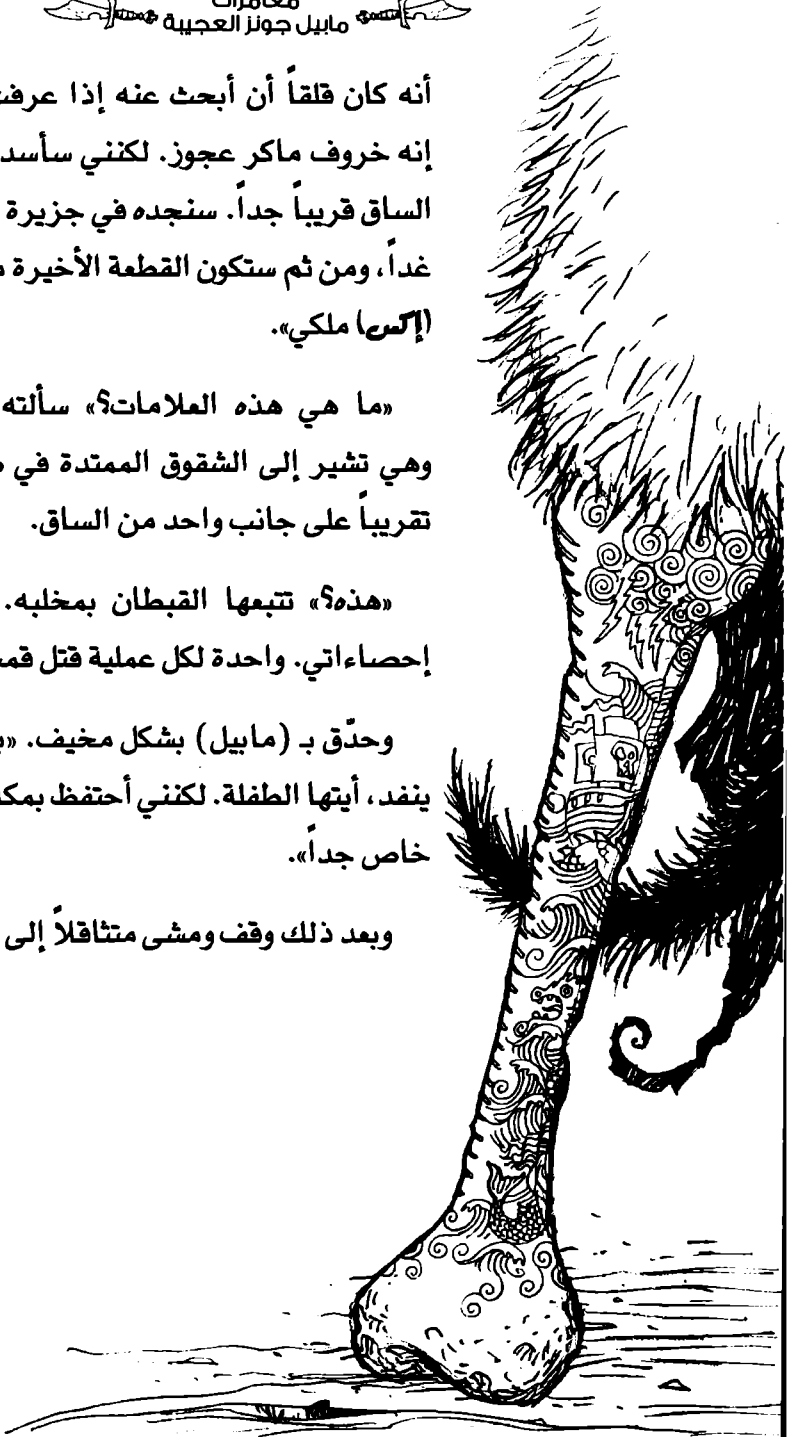 مغامرات
مابيل جونز العجيبة
أنه كان قلقاً أن أبحث عنه إذا عرفت
إنه خروف ماكر عجوز. لكنني سأسد
الساق قريباً جداً. سنجده في جزيرة
غداً، ومن ثم ستكون القطعة الأخيرة
(إكس) ملكي».
«ما هي هذه العلامات؟» سألته
وهي تشير إلى الشقوق الممتدة في
تقريباً على جانب واحد من الساق.
«هذه؟» تتبعها القبطان بمخلبه.
إحصاءاتي. واحدة لكل عملية قتل
وحدّق بـ (مابيل) بشكل مخيف.
ينفد، أيتها الطفلة. لكنني أحتفظ
خاص جداً».
وبعد ذلك وقف ومشى متثاقلاً إلى